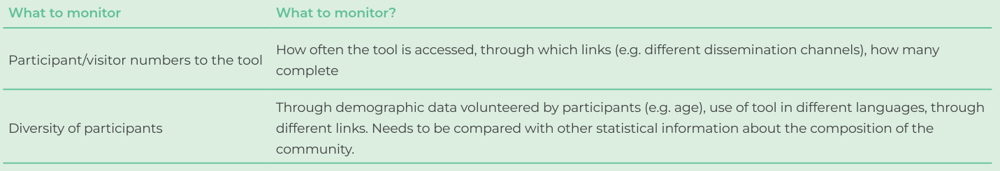 What to monitor
What to monitor?
Participant/visitor numbers to the tool
How often the tool is accessed, through which links (e.g. different dissemination channels), how many
complete
Diversity of participants
Through demographic data volunteered by participants (e.g. age), use of tool in different languages, through
different links. Needs to be compared with other statistical information about the composition of the
community.